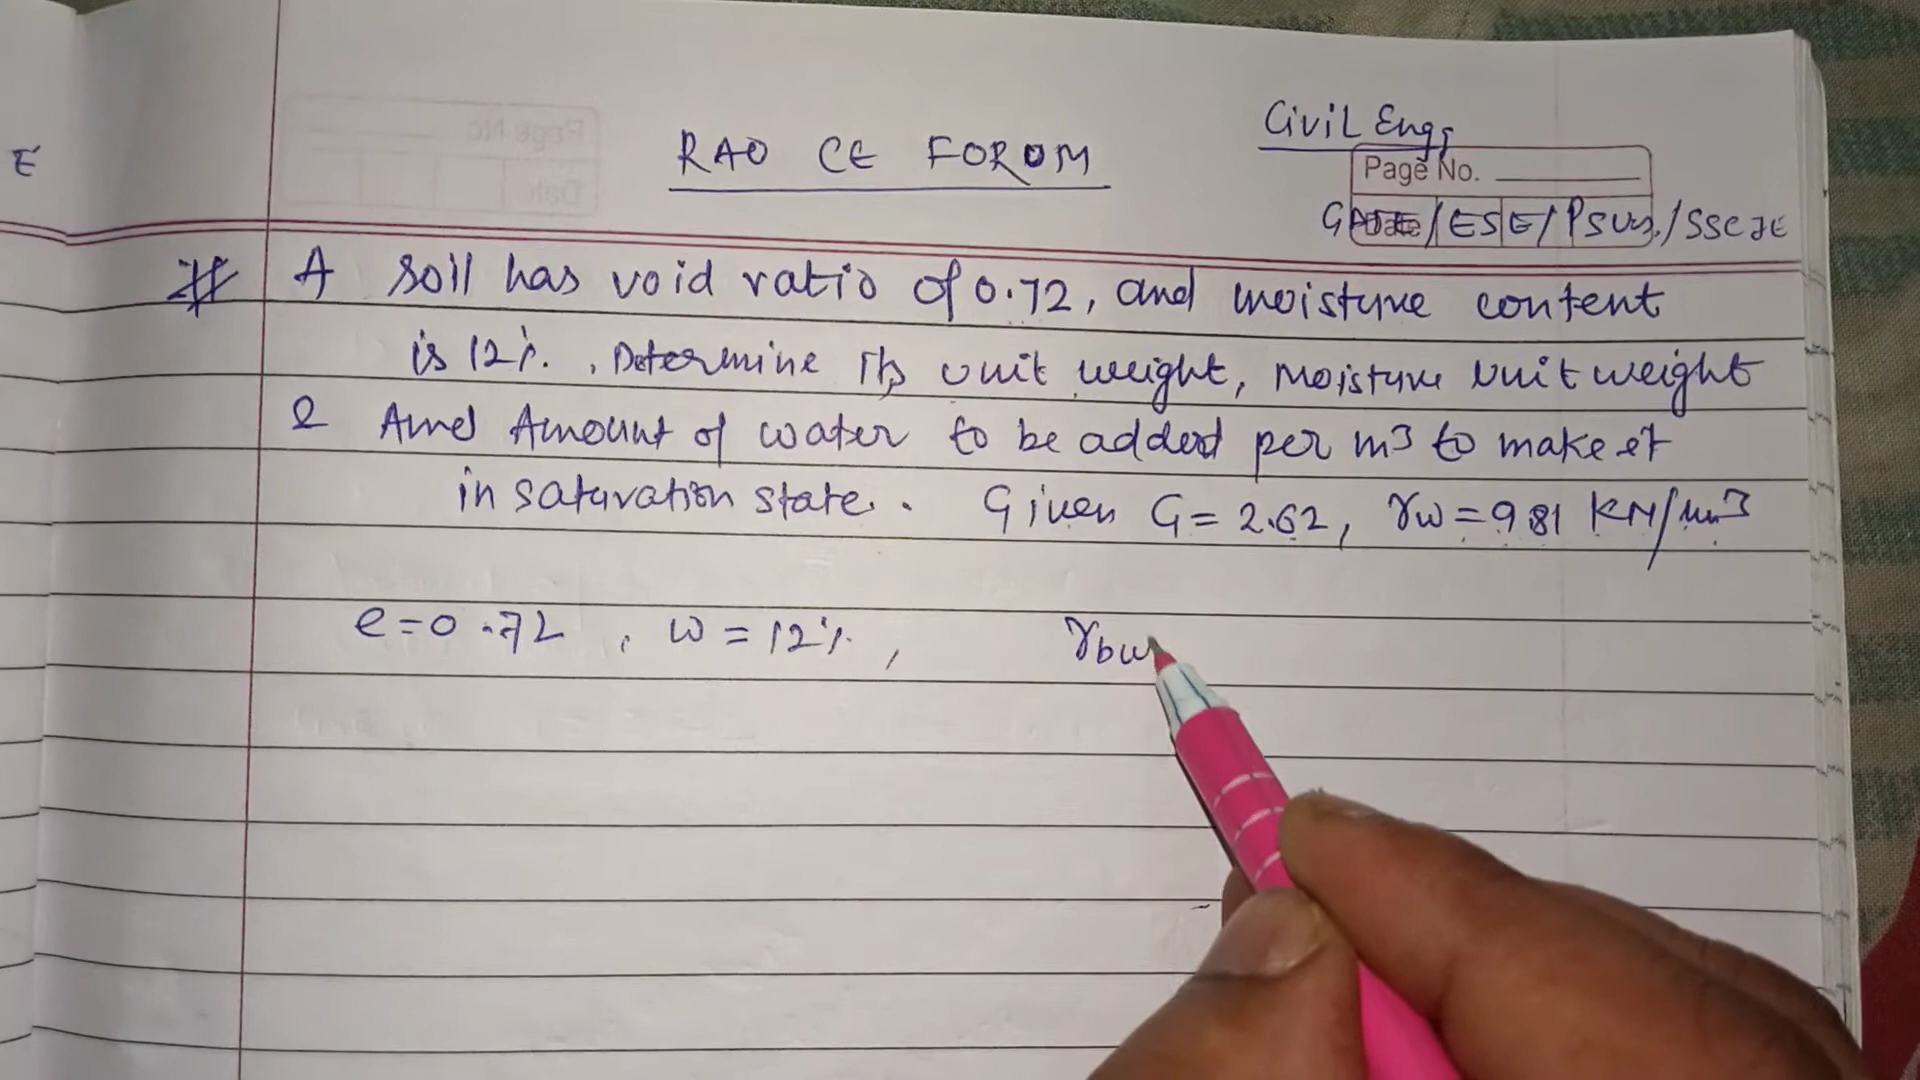 E
RAO CE FOROM
Civil Engg
Page No.
GATE/ESE/PSUs./SSC JE
# A soil has void ratio of 0.72, and moisture content
is 12%. , Determine Its unit weight, Moisture Unit weight
& And Amount of water to be added per m3 to make it
in saturation state. Given G = 2.62, γw = 9.81 KN/m3
e = 0.72 , w = 12% , γbw